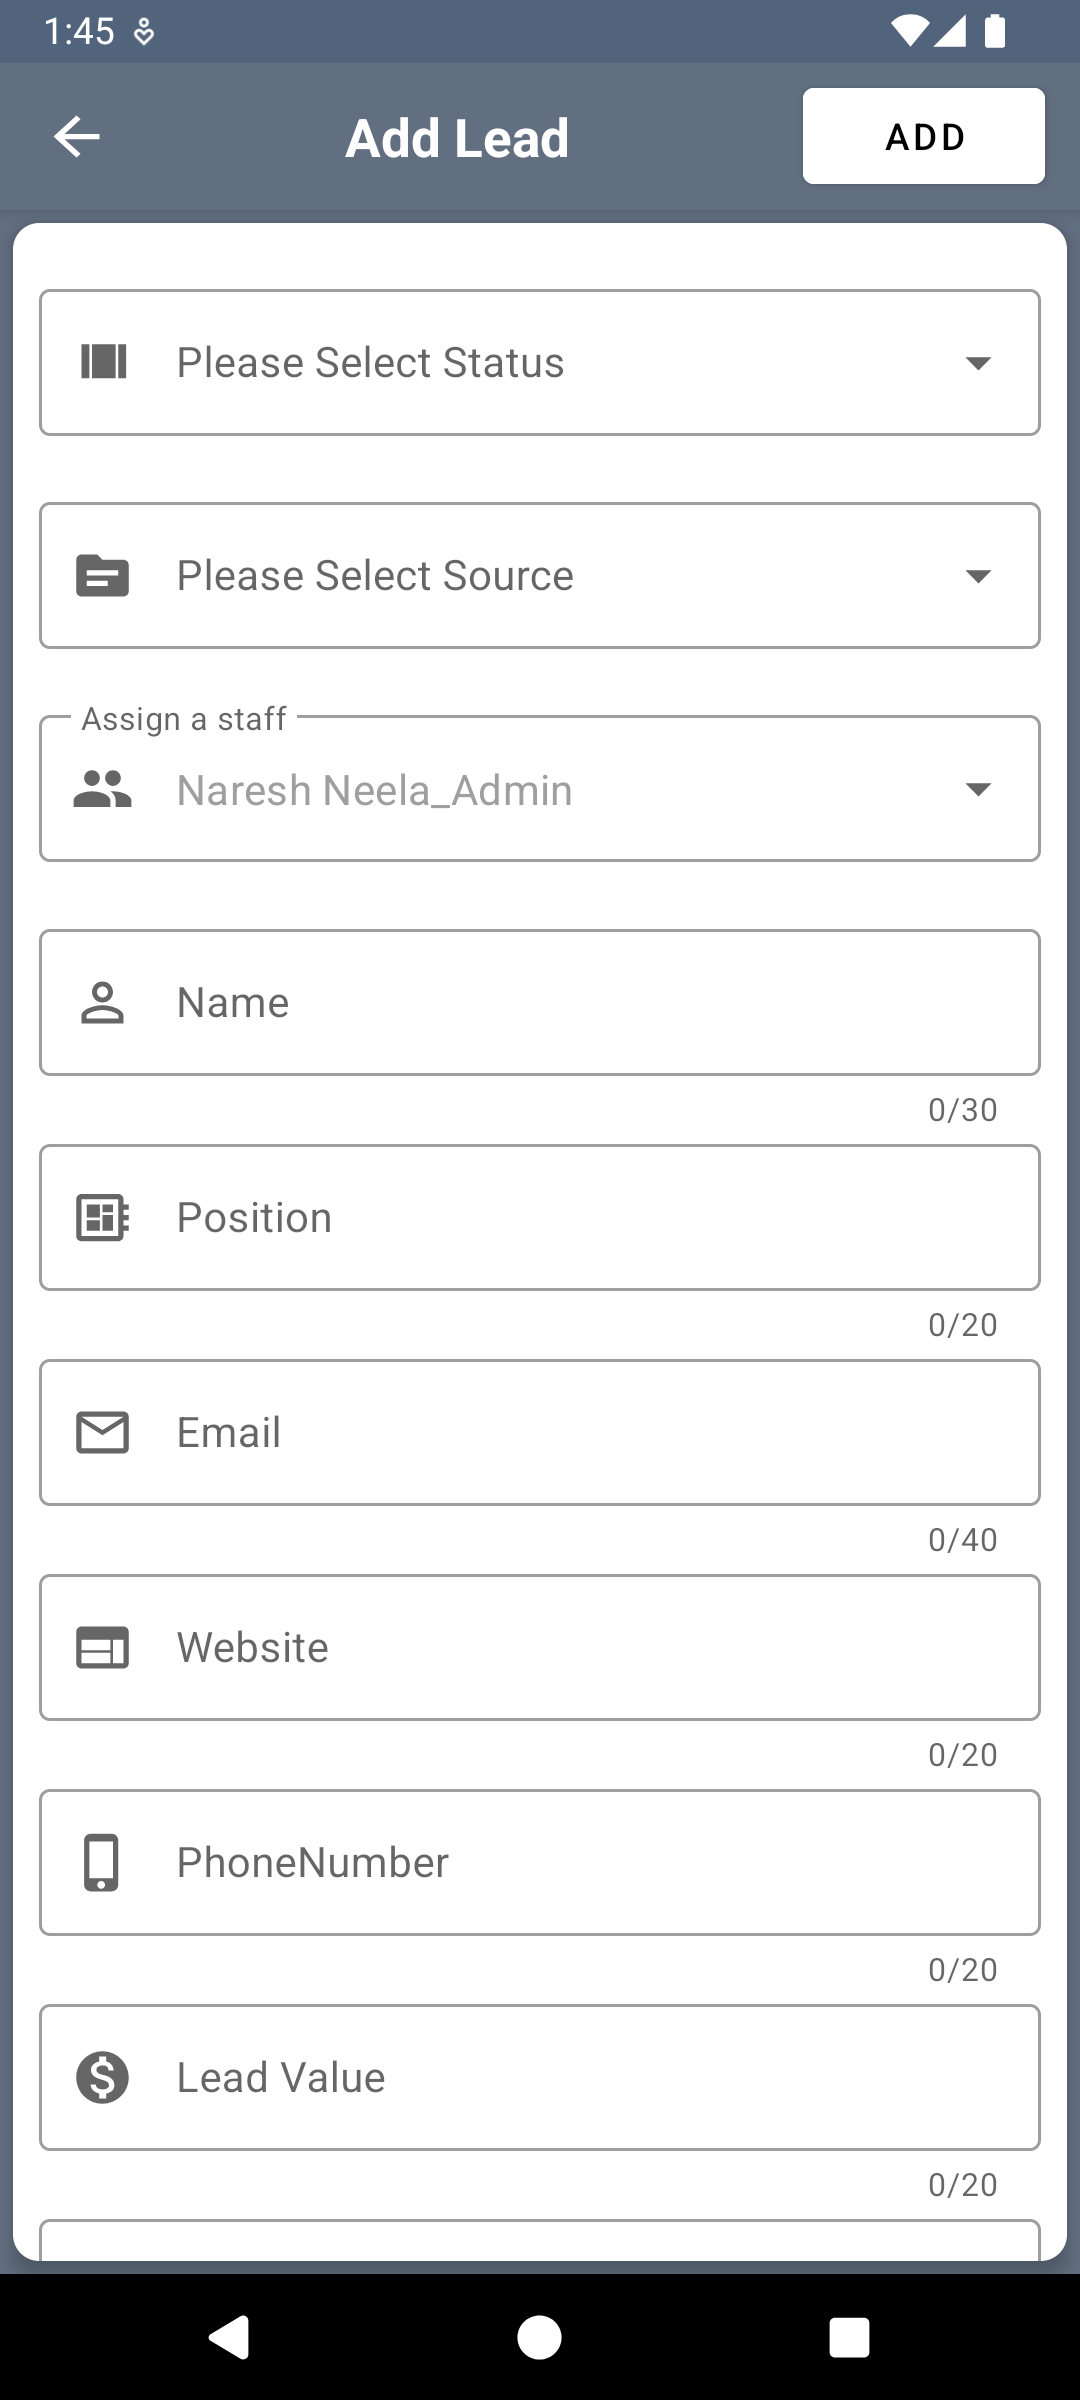 1:45
Add Lead
ADD
Please Select Status
Please Select Source
Assign a staff
Naresh Neela_Admin
Name
0/30
Position
0/20
Email
0/40
Website
0/20
PhoneNumber
0/20
Lead Value
0/20